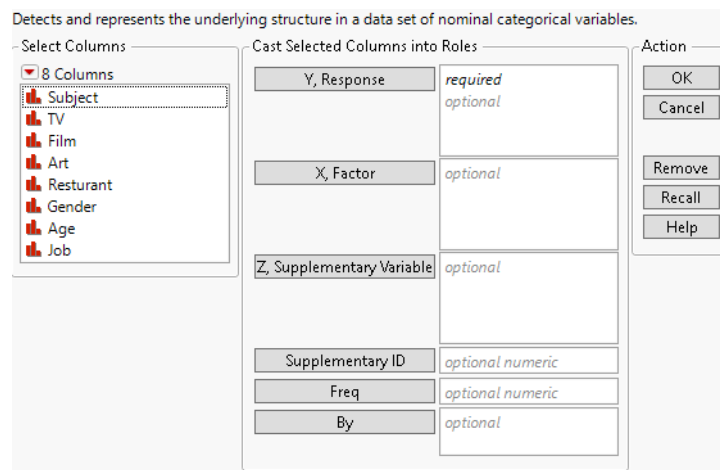 Detects and represents the underlying structure in a data set of nominal categorical variables.
Select Columns
8 Columns
Subject
TV
Film
Art
Resturant
Gender
Age
Job
Cast Selected Columns into Roles
Y, Response
required
optional
X, Factor
optional
Z, Supplementary Variable
optional
Supplementary ID
optional numeric
Freq
optional numeric
By
optional
Action
OK
Cancel
Remove
Recall
Help